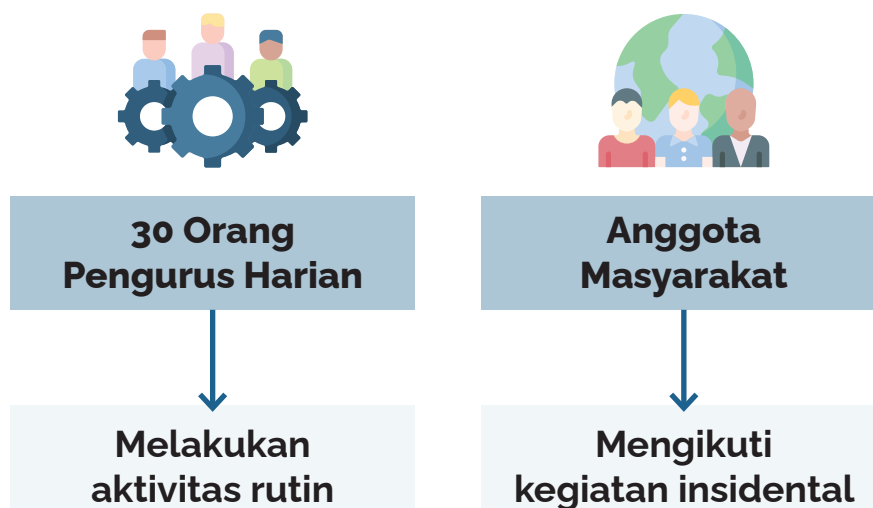 30 Orang
Pengurus Harian
Melakukan
aktivitas rutin
Anggota
Masyarakat
Mengikuti
kegiatan insidental